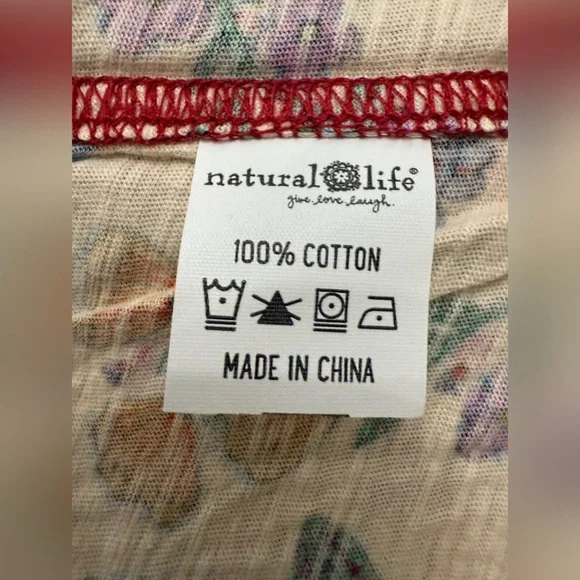 natural life®
give.love.laugh.
100% COTTON
MADE IN CHINA